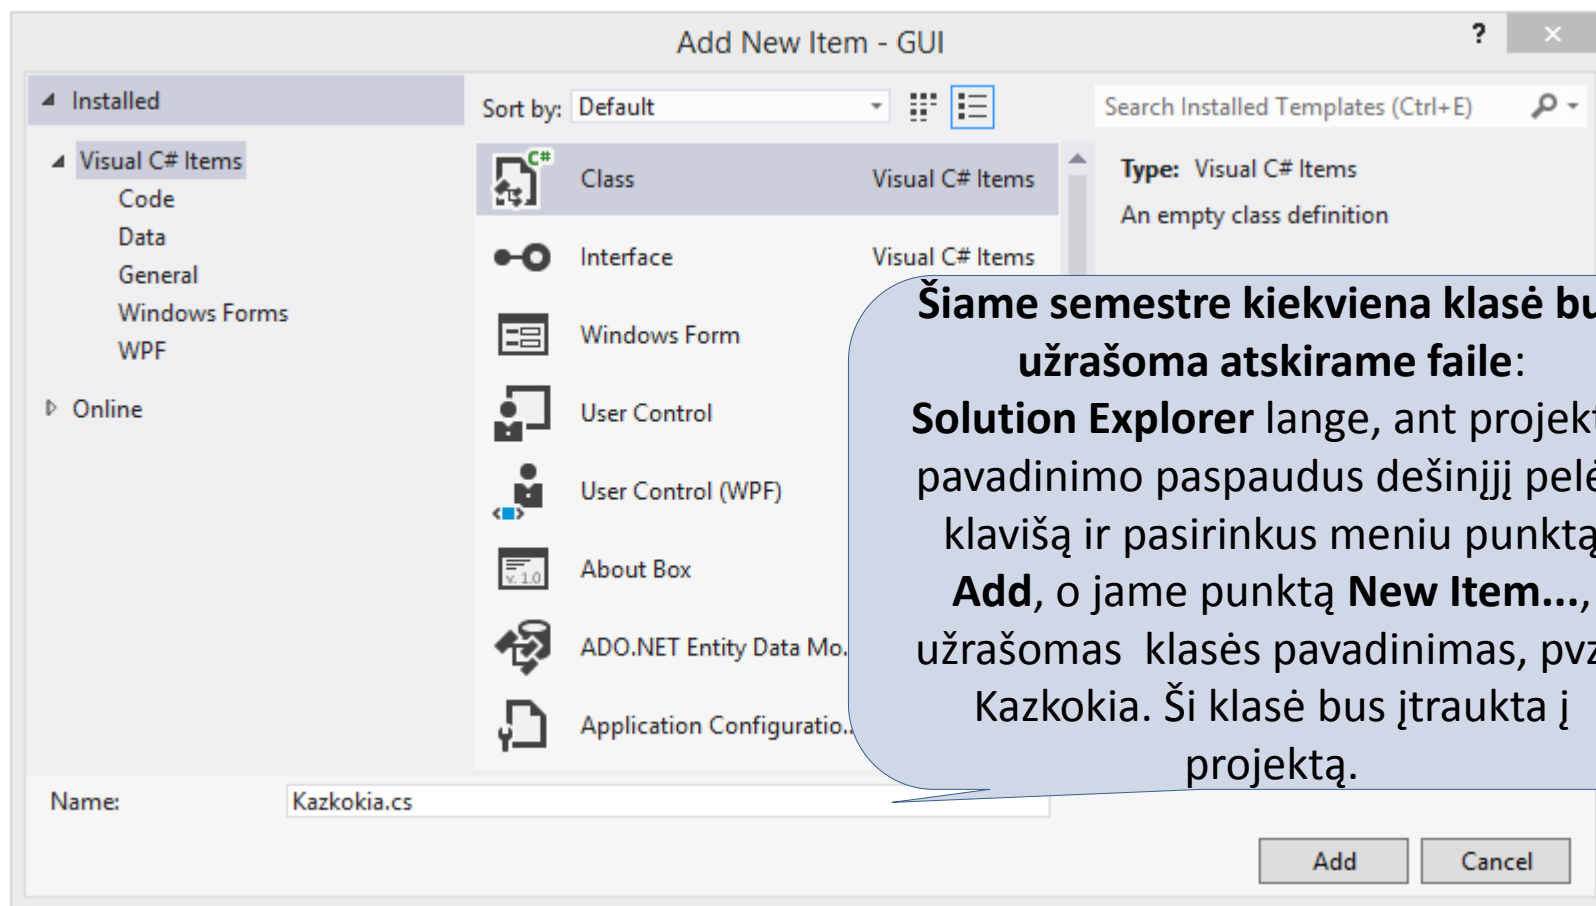 Add New Item - GUI
?
Installed
Sort by: Default
Search Installed Templates (Ctrl+E)
Visual C# Items
Code
Data
General
Windows Forms
WPF
Online
C#
Class Visual C# Items
Interface Visual C# Items
Windows Form
User Control
User Control (WPF)
v. 1.0
About Box
ADO.NET Entity Data Mo..
Application Configuratio..
Type: Visual C# Items
An empty class definition
Šiame semestre kiekviena klasė
užrašoma atskirame faile:
Solution Explorer lange, ant
pavadinimo paspaudus dešinįjį
klavišą ir pasirinkus meniu punktą
Add, o jame punktą New Item...,
užrašomas klasės pavadinimas,
Kazkokia. Ši klasė bus įtraukta į
projektą.
Name: Kazkokia.cs
Add
Cancel